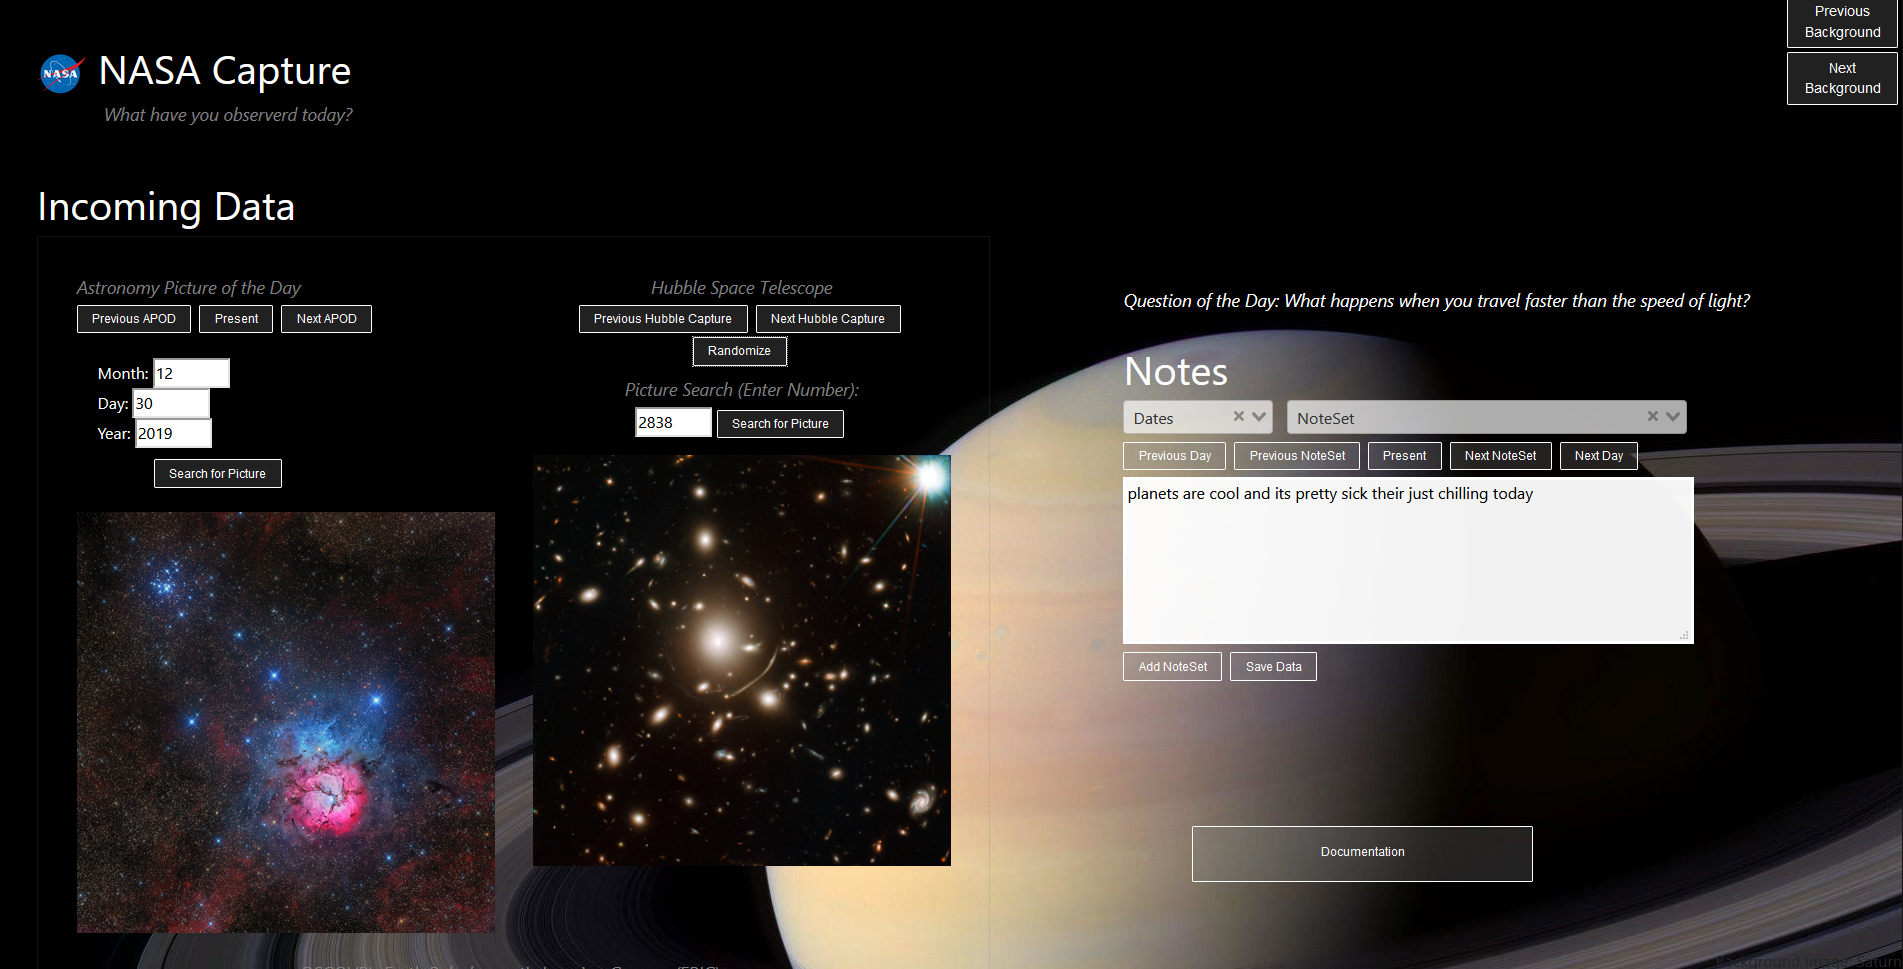 Previous
Background
Next
Background
NASA
NASA Capture
What have you observerd today?
Incoming Data
Astronomy Picture of the Day
Previous APOD Present Next APOD
Month: 12
Day: 30
Year: 2019
Search for Picture
Hubble Space Telescope
Previous Hubble Capture Next Hubble Capture
Randomize
Picture Search (Enter Number):
2838 Search for Picture
Question of the Day: What happens when you travel faster than the speed of light?
Notes
Dates NoteSet
Previous Day Previous NoteSet Present Next NoteSet Next Day
planets are cool and its pretty sick their just chilling today
Add NoteSet Save Data
Documentation
Background Image: Saturn